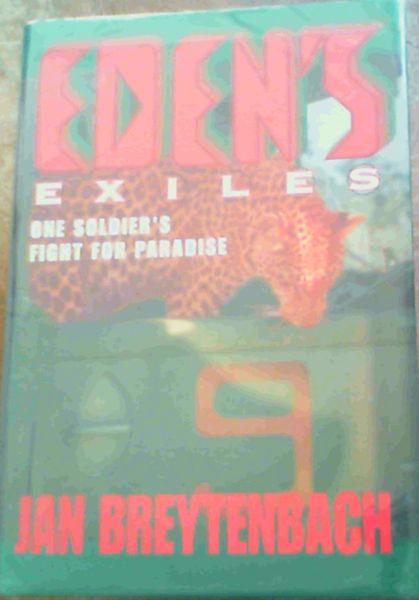 EDEN'S
EXILES
ONE SOLDIER'S
FIGHT FOR PARADISE
JAN BREYTENBACH